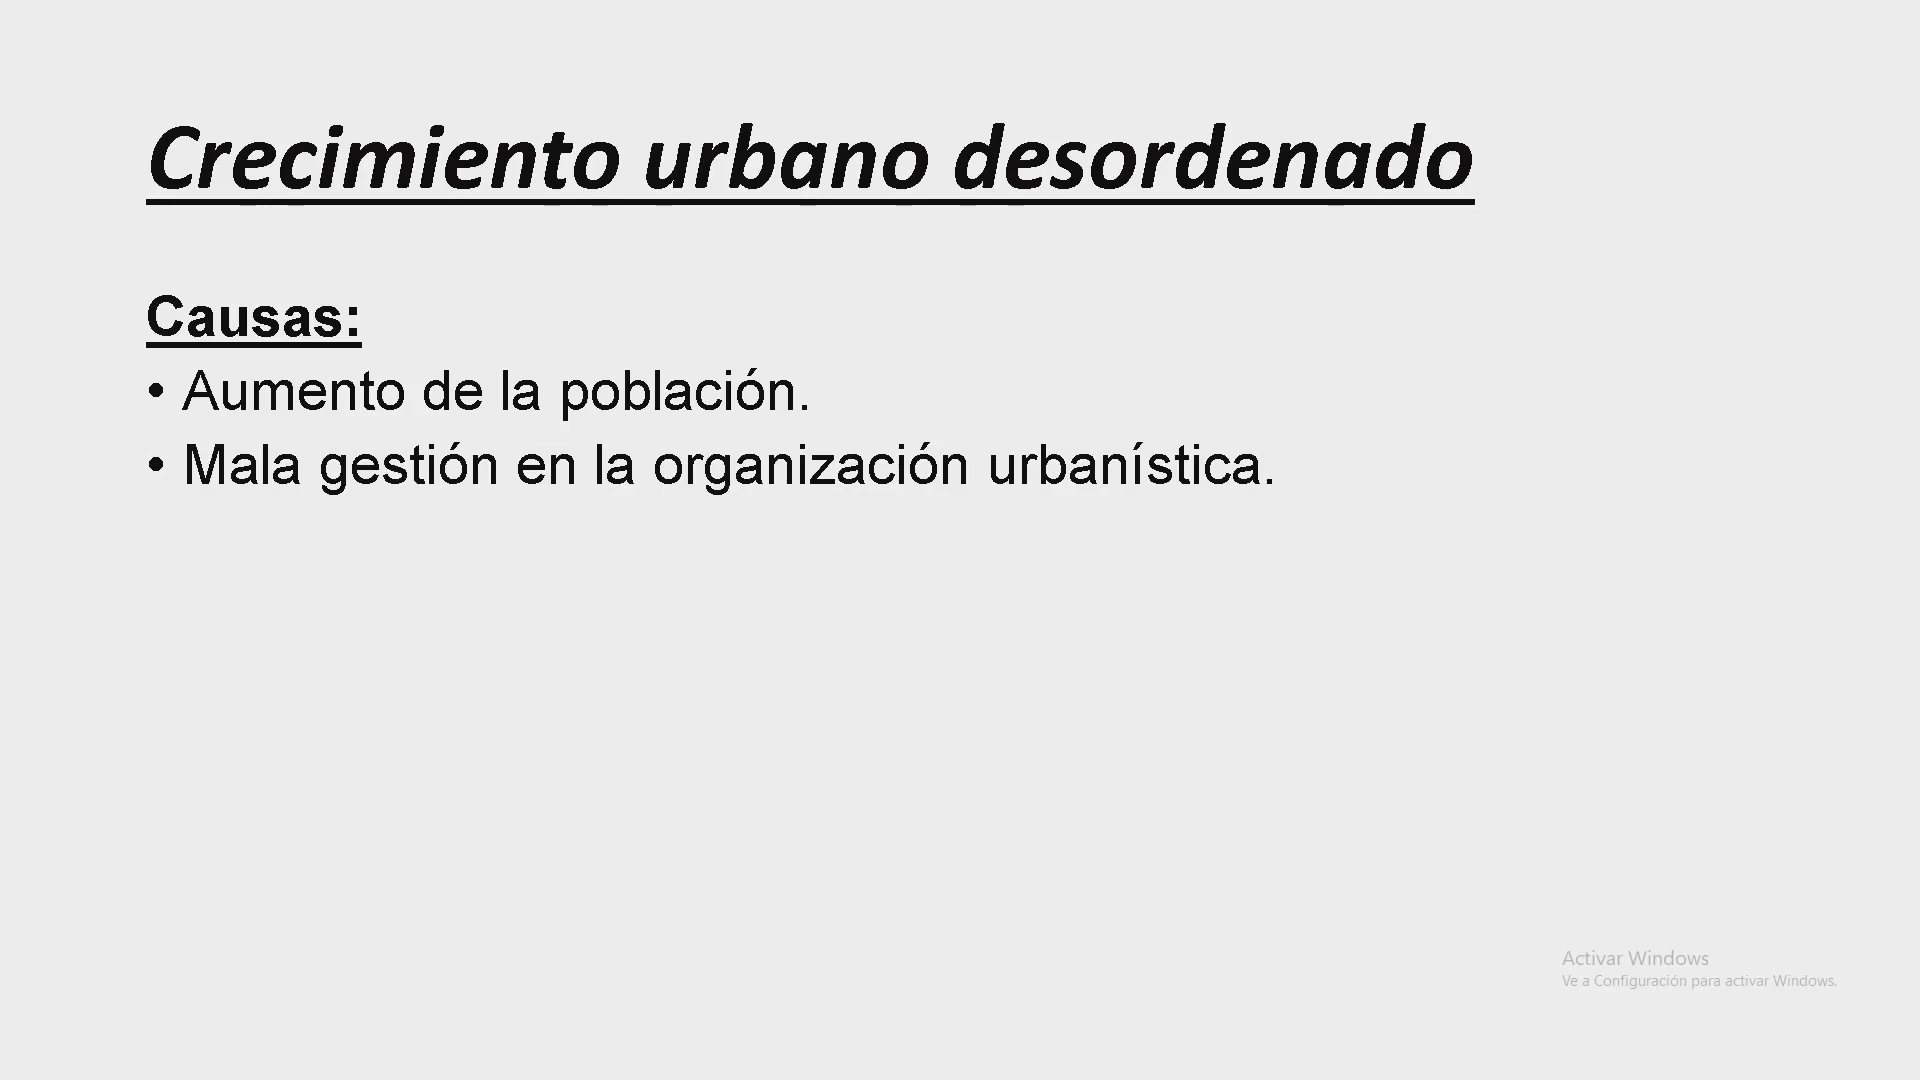 Crecimiento urbano desordenado
Causas:
• Aumento de la población.
• Mala gestión en la organización urbanística.
Activar Windows
Ve a Configuración para activar Windows.